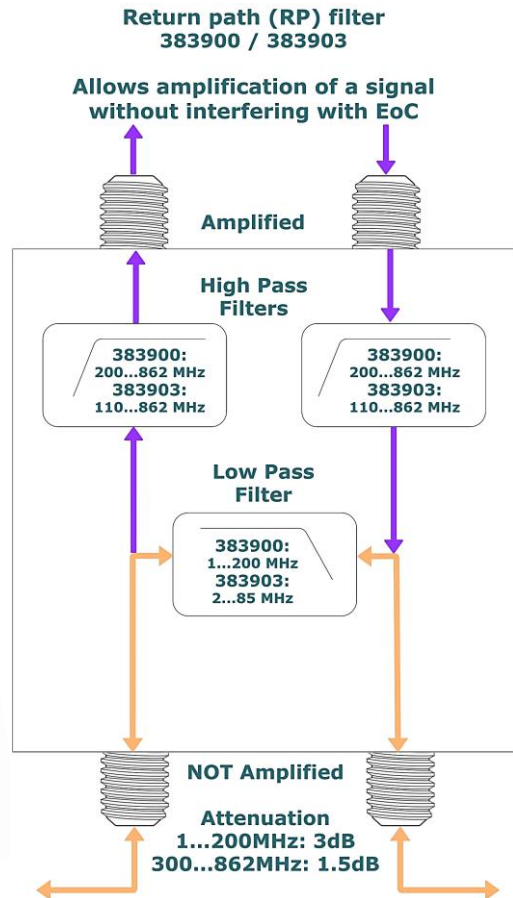 Return path (RP) filter
383900 / 383903
Allows amplification of a signal
without interfering with EoC
Amplified
High Pass
Filters
383900:
200...862 MHz
383903:
110...862 MHz
383900:
200...862 MHz
383903:
110...862 MHz
Low Pass
Filter
383900:
1...200 MHz
383903:
2...85 MHz
NOT Amplified
Attenuation
1...200MHz: 3dB
300...862MHz: 1.5dB